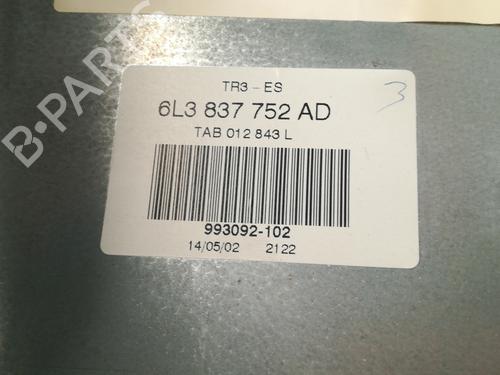 B-PARTS
TR3 - ES
6L3 837 752 AD
TAB 012 843 L
993092-102
14/05/02 2122
3